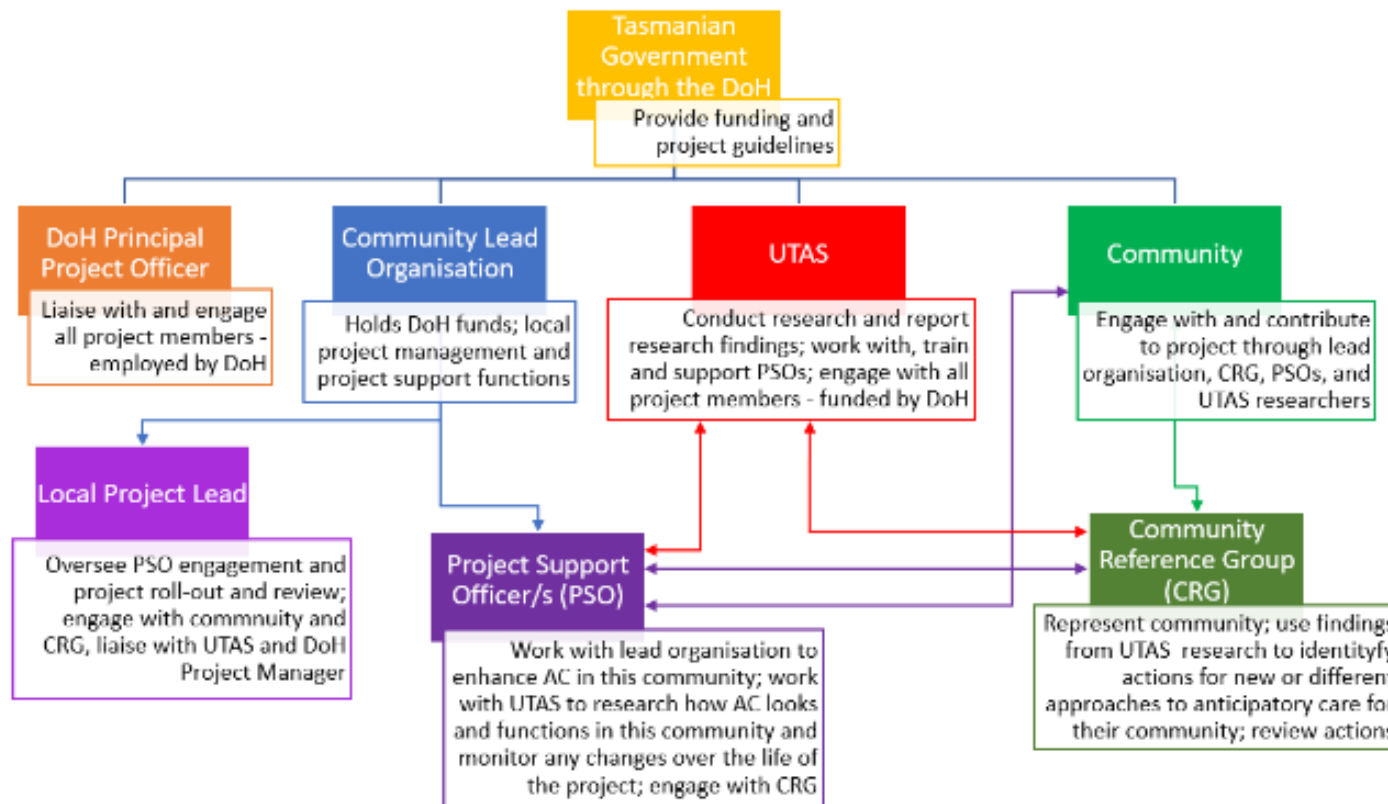 Tasmanian
Government
through the DoH
Provide funding and
project guidelines
DoH Principal
Project Officer
Liaise with and engage
all project members -
employed by DoH
Community Lead
Organisation
Holds DoH funds; local
project management and
project support functions
UTAS
Conduct research and report
research findings; work with, train
and support PSOs; engage with all
project members - funded by DoH
Community
Engage with and contribute
to project through lead
organisation, CRG, PSOs, and
UTAS researchers
Local Project Lead
Oversee PSO engagement and
project roll-out and review;
engage with commnuity and
CRG, liaise with UTAS and DoH
Project Manager
Project Support
Officer/s (PSO)
Work with lead organisation to
enhance AC in this community; work
with UTAS to research how AC looks
and functions in this community and
monitor any changes over the life of
the project; engage with CRG
Community
Reference Group
(CRG)
Represent community; use findings
from UTAS research to identityfy
actions for new or different
approaches to anticipatory care for
their community; review actions